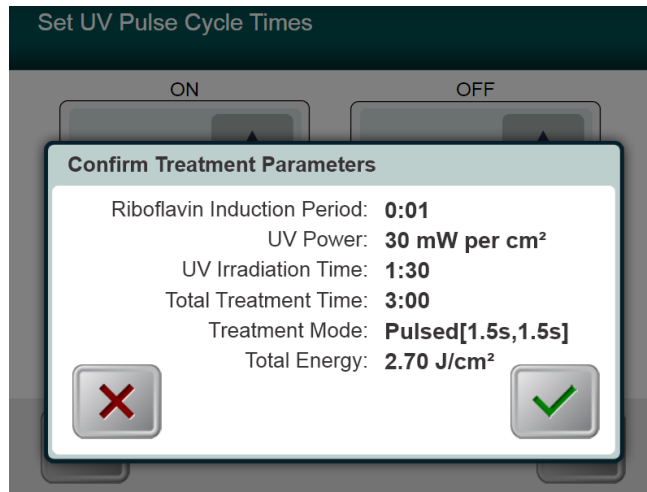 Set UV Pulse Cycle Times
ON OFF
Confirm Treatment Parameters
Riboflavin Induction Period: 0:01
UV Power: 30 mW per cm²
UV Irradiation Time: 1:30
Total Treatment Time: 3:00
Treatment Mode: Pulsed[1.5s,1.5s]
Total Energy: 2.70 J/cm²